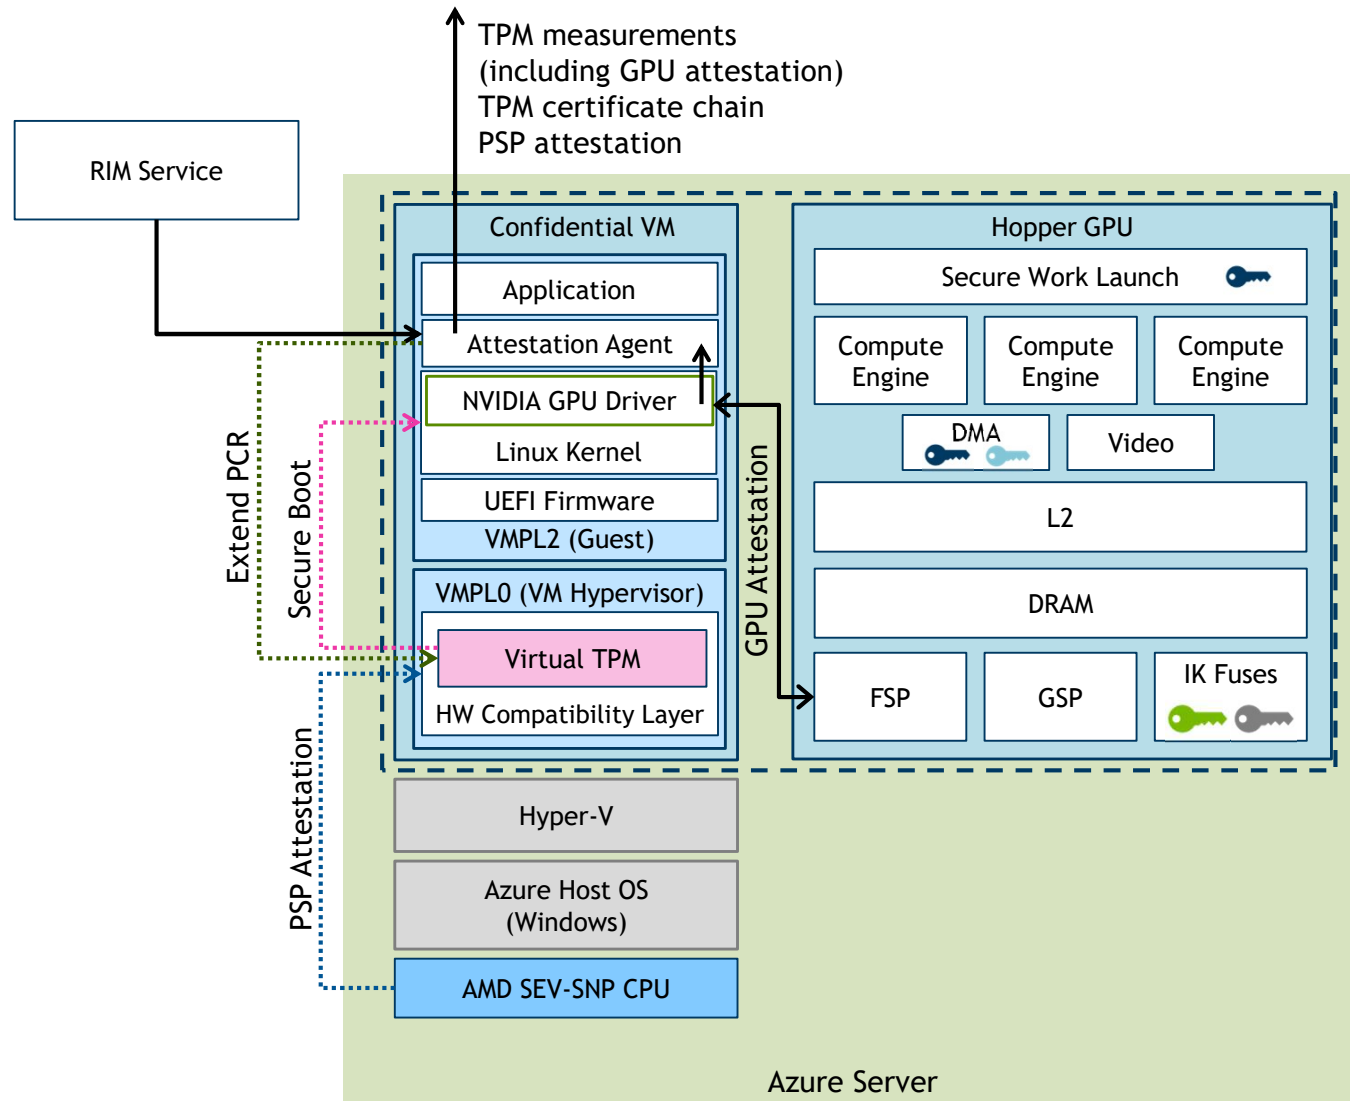 TPM measurements
(including GPU attestation)
TPM certificate chain
PSP attestation
RIM Service
Confidential VM
Application
Attestation Agent
NVIDIA GPU Driver
Linux Kernel
UEFI Firmware
VMPL2 (Guest)
VMPL0 (VM Hypervisor)
Virtual TPM
HW Compatibility Layer
Extend PCR
Secure Boot
PSP Attestation
GPU Attestation
Hopper GPU
Secure Work Launch
Compute
Engine
Compute
Engine
Compute
Engine
DMA
Video
L2
DRAM
FSP
GSP
IK Fuses
Hyper-V
Azure Host OS
(Windows)
AMD SEV-SNP CPU
Azure Server